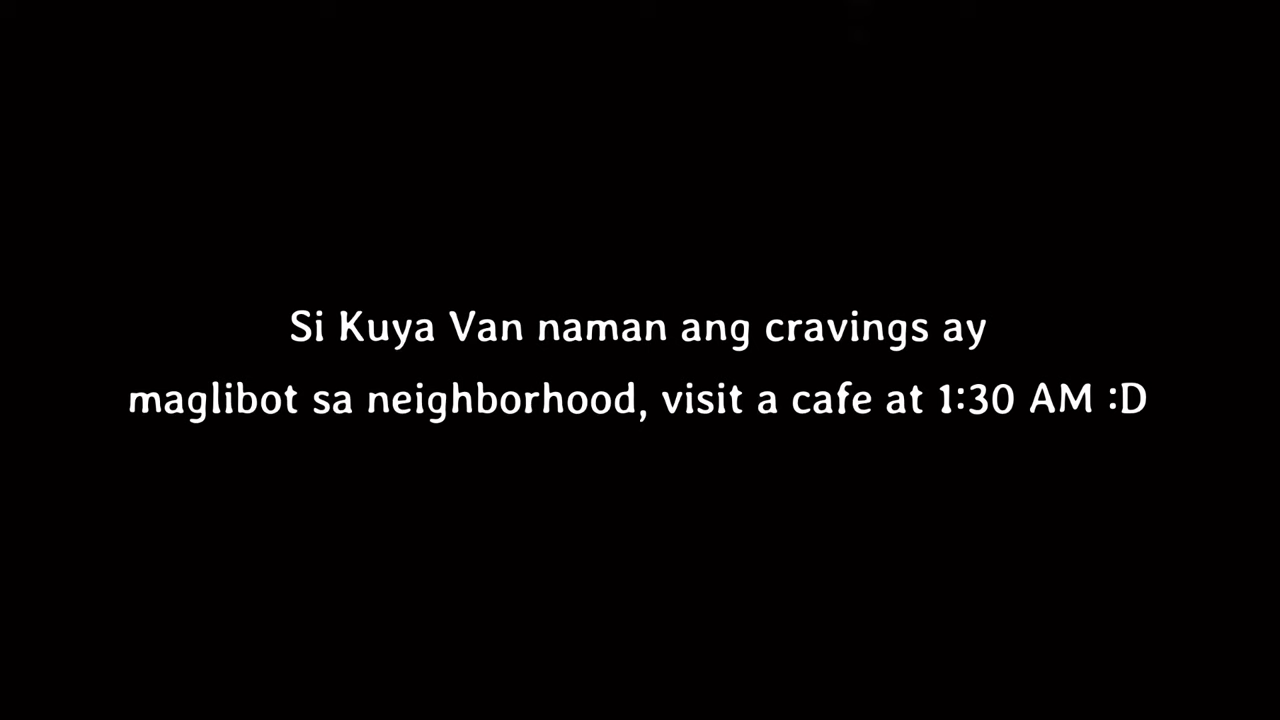 Si Kuya Van naman ang cravings ay
maglibot sa neighborhood, visit a cafe at 1:30 AM :D